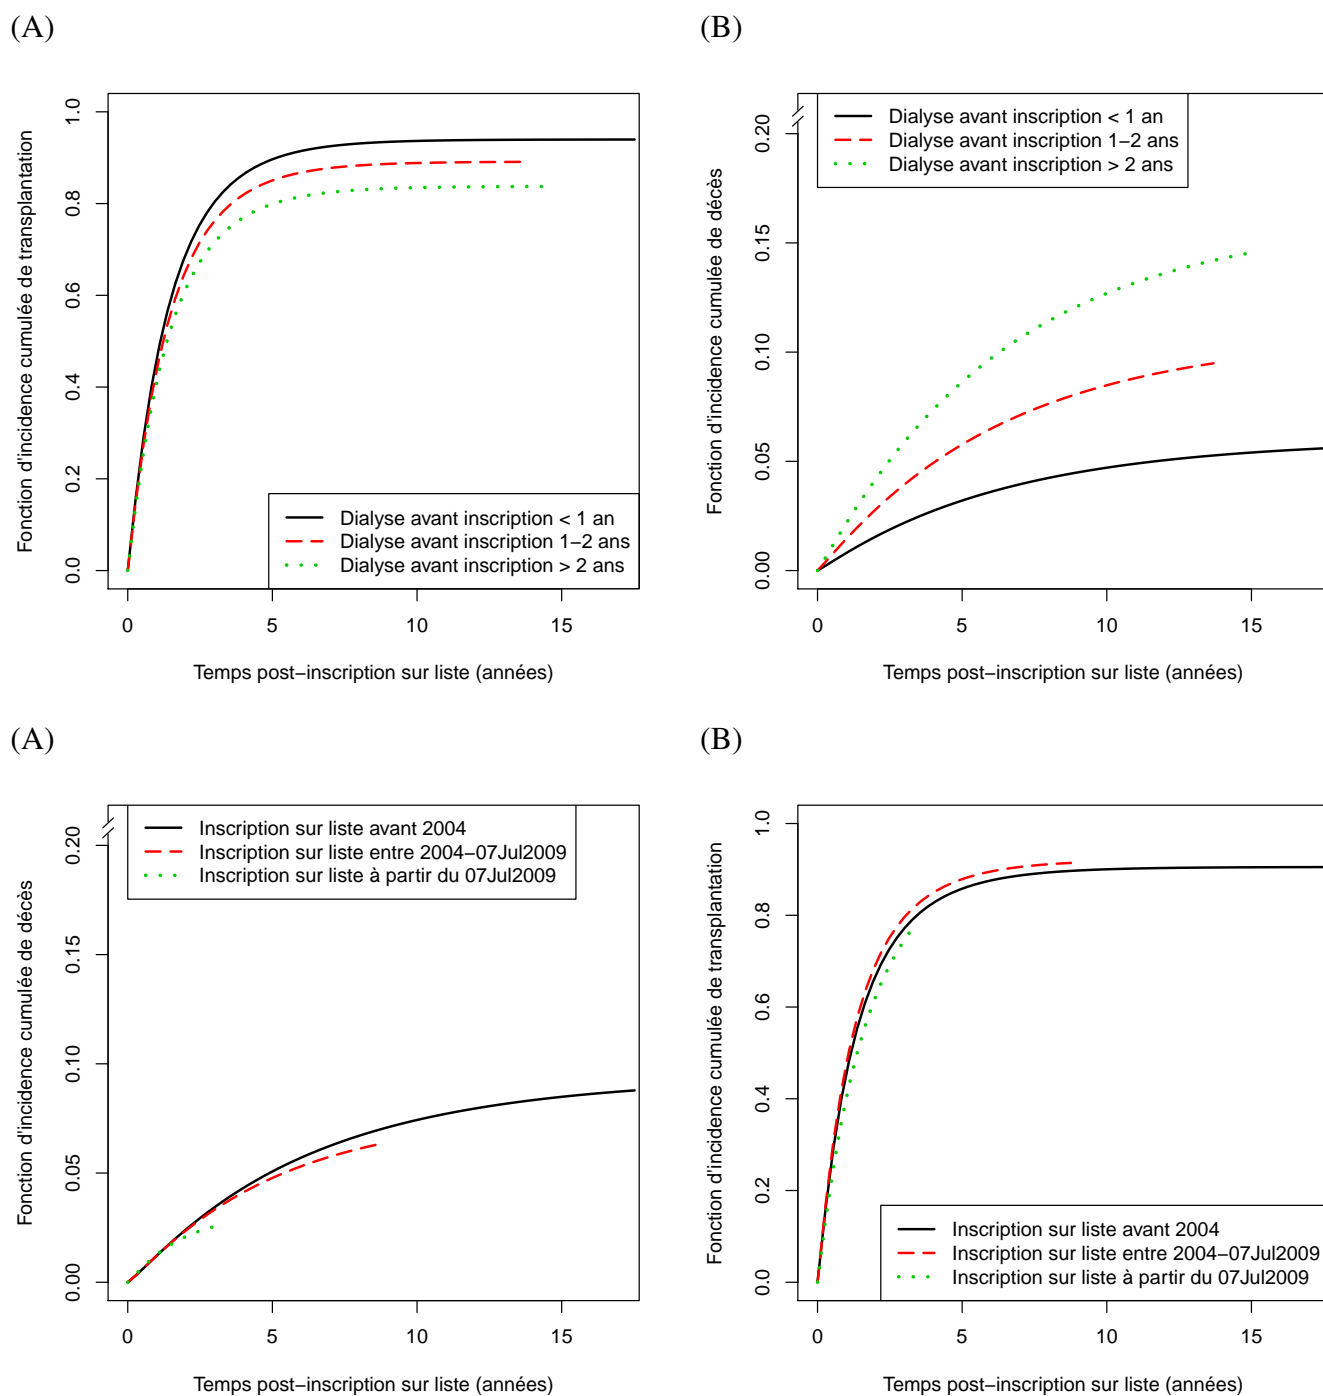 (A)
Fonction d'incidence cumulée de transplantation
1.0
0.8
0.6
0.4
0.2
0.0
Dialyse avant inscription < 1 an
Dialyse avant inscription 1−2 ans
Dialyse avant inscription > 2 ans
0 5 10 15
Temps post−inscription sur liste (années)
(B)
Fonction d'incidence cumulée de décès
0.20
0.15
0.10
0.05
0.00
Dialyse avant inscription < 1 an
Dialyse avant inscription 1−2 ans
Dialyse avant inscription > 2 ans
0 5 10 15
Temps post−inscription sur liste (années)
(A)
Fonction d'incidence cumulée de décès
0.20
0.15
0.10
0.05
0.00
Inscription sur liste avant 2004
Inscription sur liste entre 2004−07Jul2009
Inscription sur liste à partir du 07Jul2009
0 5 10 15
Temps post−inscription sur liste (années)
(B)
Fonction d'incidence cumulée de transplantation
1.0
0.8
0.6
0.4
0.2
0.0
Inscription sur liste avant 2004
Inscription sur liste entre 2004−07Jul2009
Inscription sur liste à partir du 07Jul2009
0 5 10 15
Temps post−inscription sur liste (années)